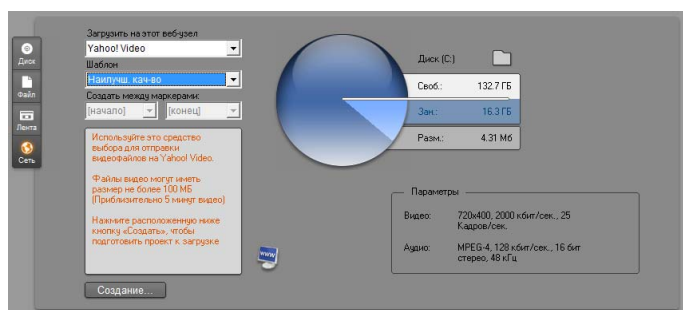 Диск
Файл
Лента
Сеть
Загрузить на этот веб-узел
Yahoo! Video
Шаблон
Наилучш. кач-во
Создать между маркерами:
[начало]
[конец]
Используйте это средство
выбора для отправки
видеофайлов на Yahoo! Video.
Файлы видео могут иметь
размер не более 100 МБ
(Приблизительно 5 минут видео)
Нажмите расположенную ниже
кнопку «Создать», чтобы
подготовить проект к загрузке
Создание...
www
Диск (C:)
Своб.: 132.7 ГБ
Зан.: 16.3 ГБ
Разм.: 4.31 Мб
Параметры
Видео: 720x400, 2000 кбит/сек., 25
Кадров/сек.
Аудио: MPEG-4, 128 кбит/сек., 16 бит
стерео, 48 кГц